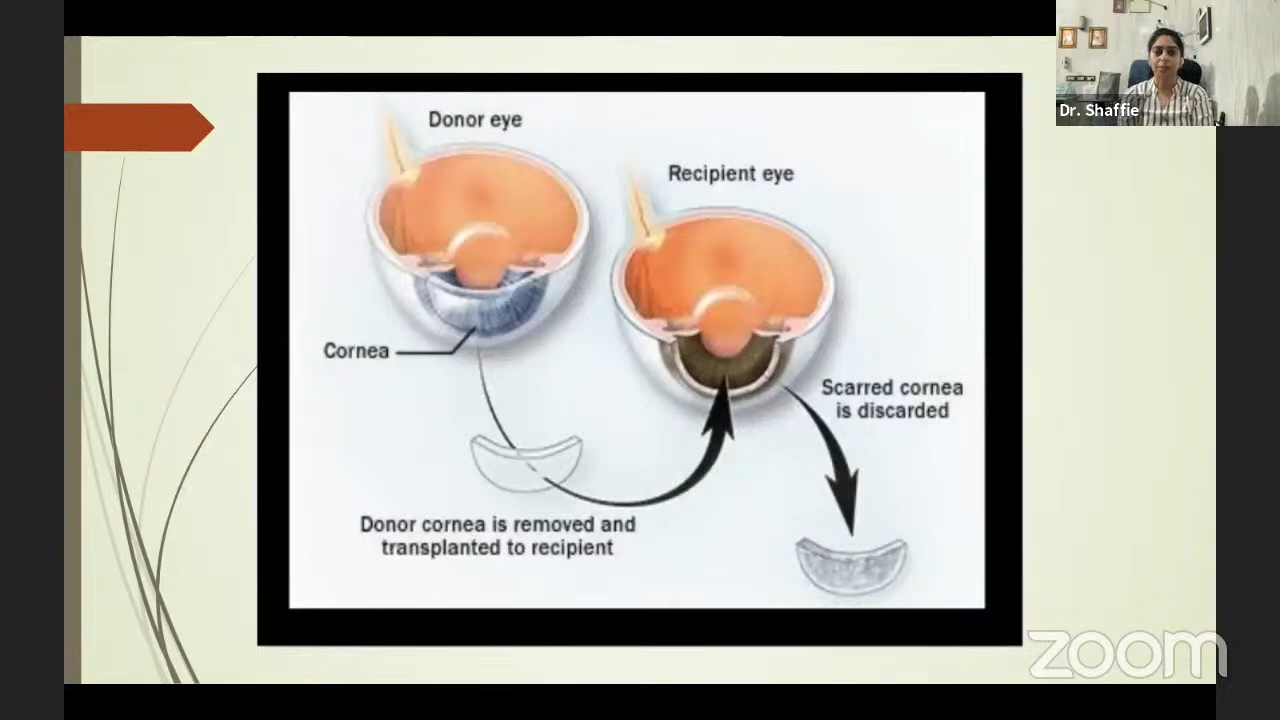 Dr. Shaffie
Donor eye
Recipient eye
Cornea
Scarred cornea
is discarded
Donor cornea is removed and
transplanted to recipient
zoom